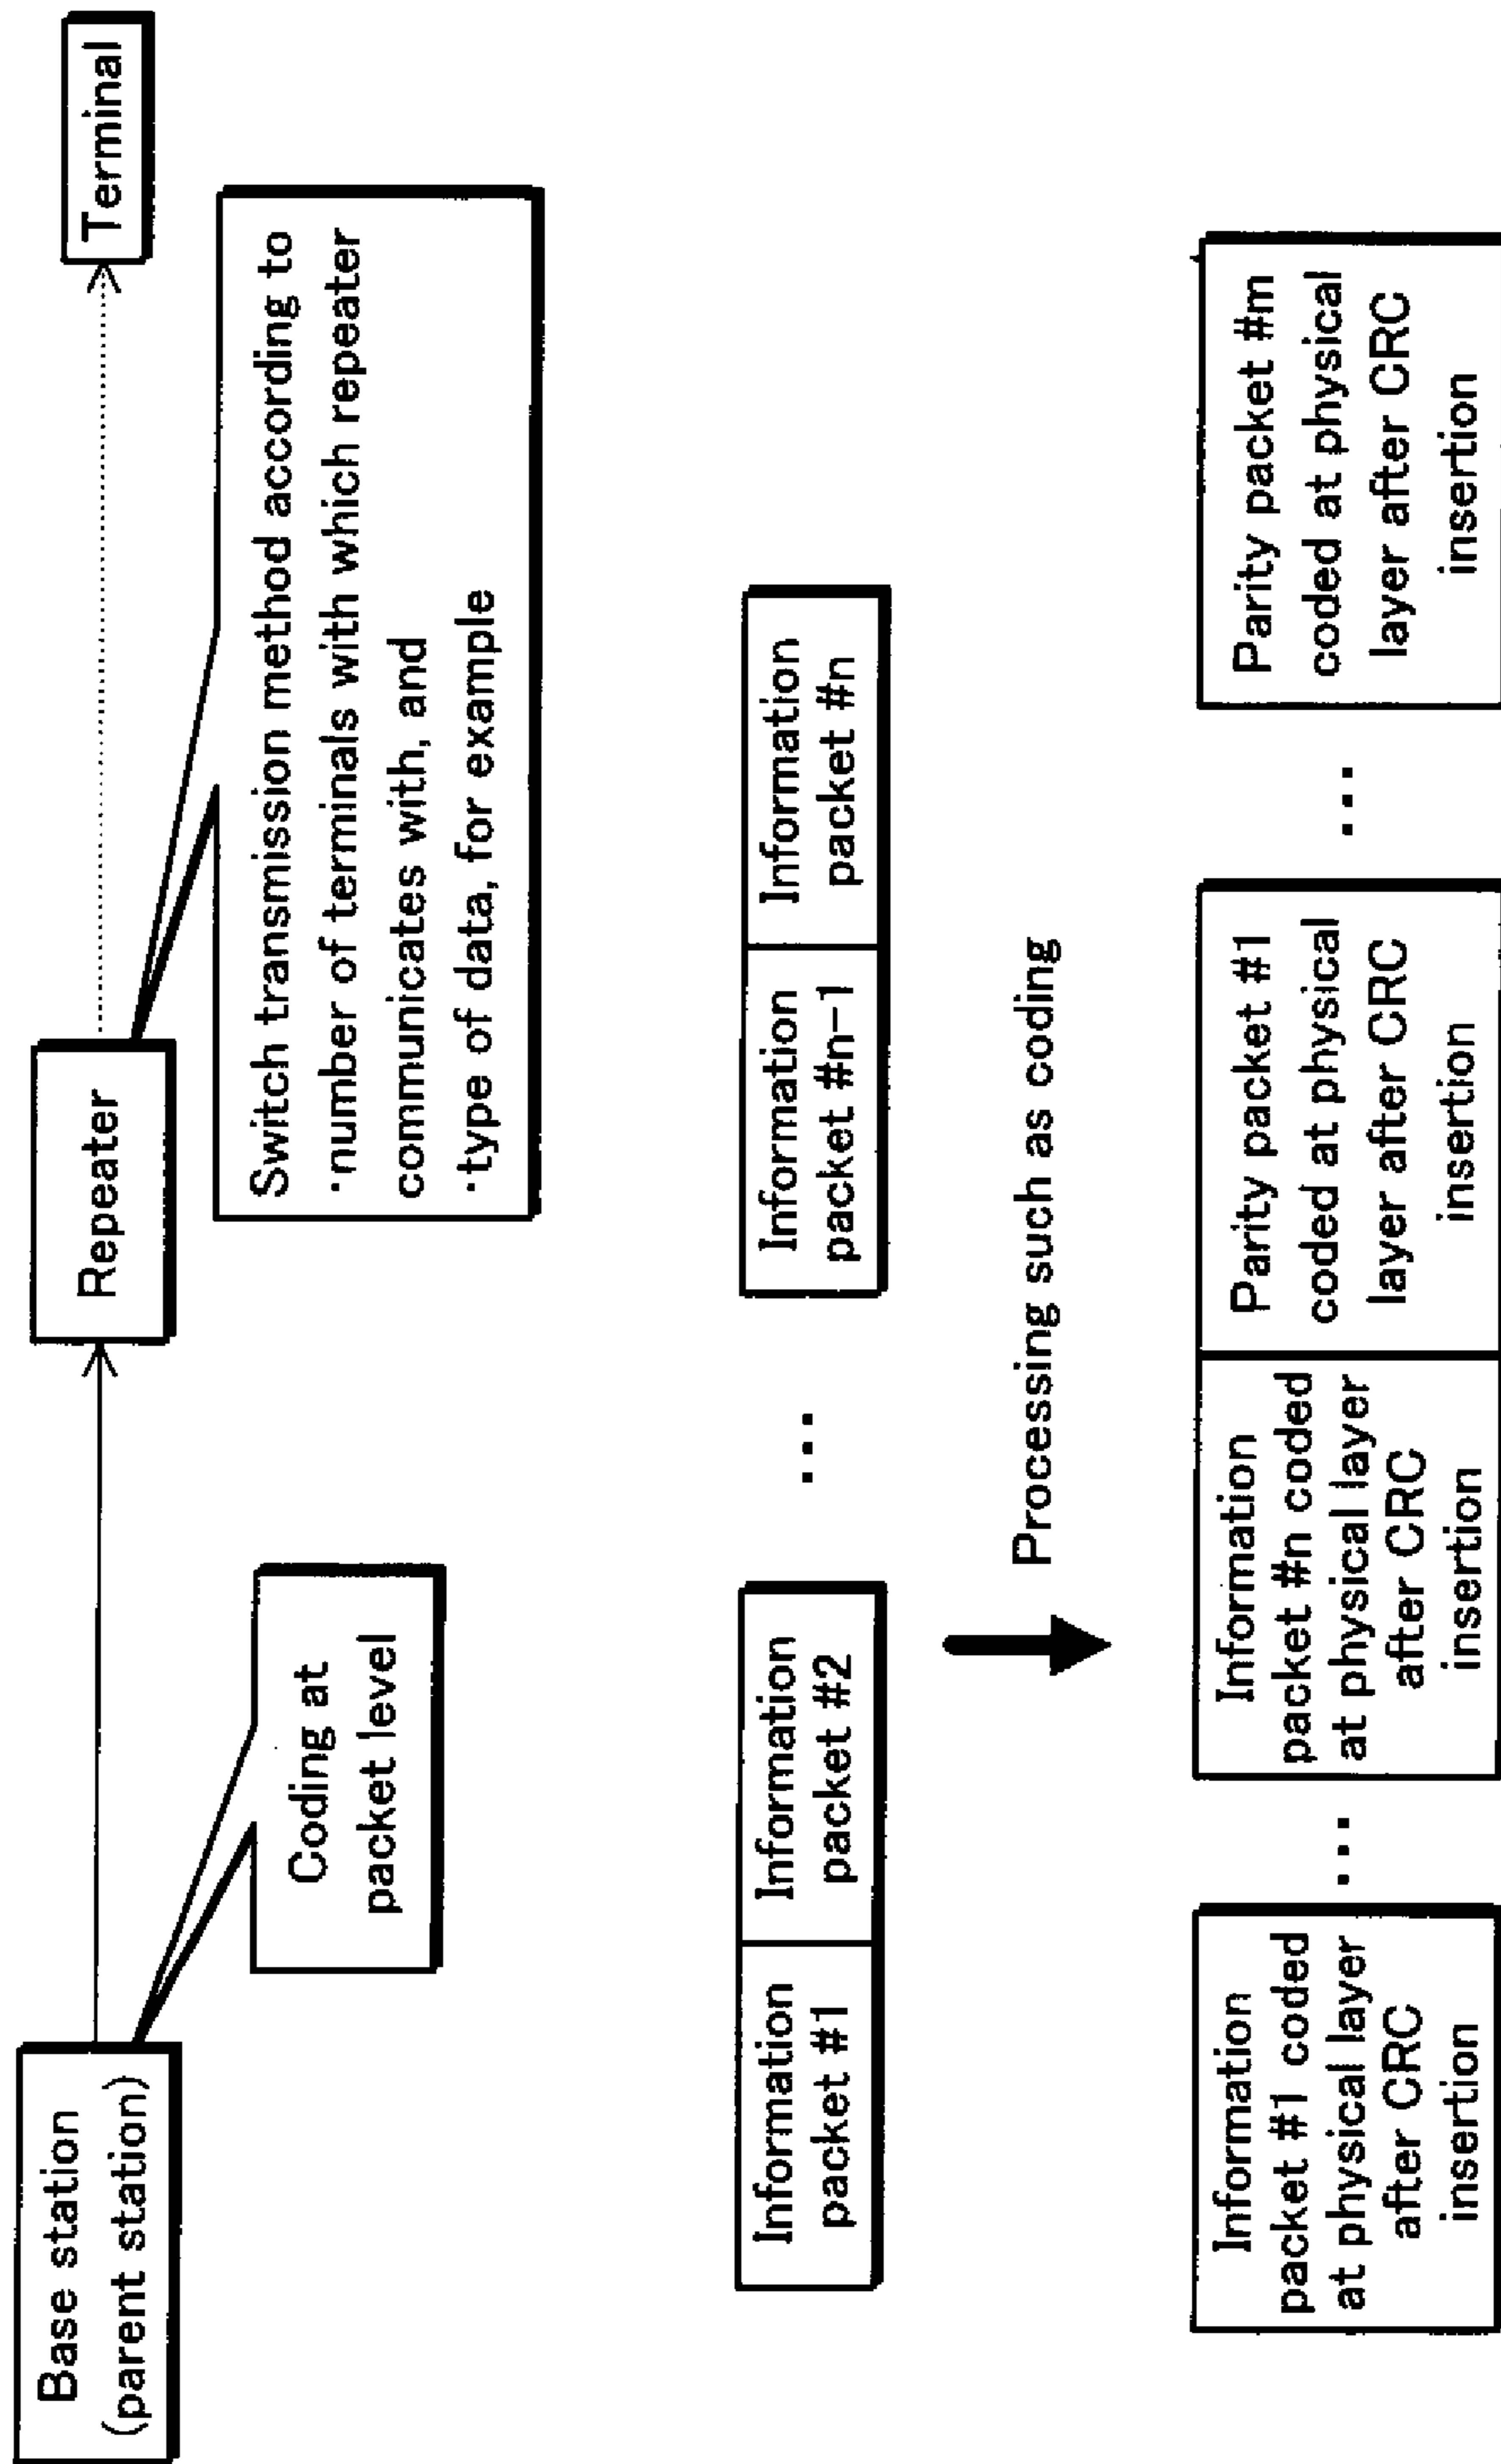 Base station
(parent station)
Repeater
Terminal
Coding at
packet level
Switch transmission method according to
·number of terminals with which repeater
communicates with, and
·type of data, for example
Information
packet #1
Information
packet #2
...
Information
packet #n-1
Information
packet #n
Processing such as coding
Information
packet #1 coded
at physical layer
after CRC
insertion
...
Information
packet #n coded
at physical layer
after CRC
insertion
Parity packet #1
coded at physical
layer after CRC
insertion
...
Parity packet #m
coded at physical
layer after CRC
insertion